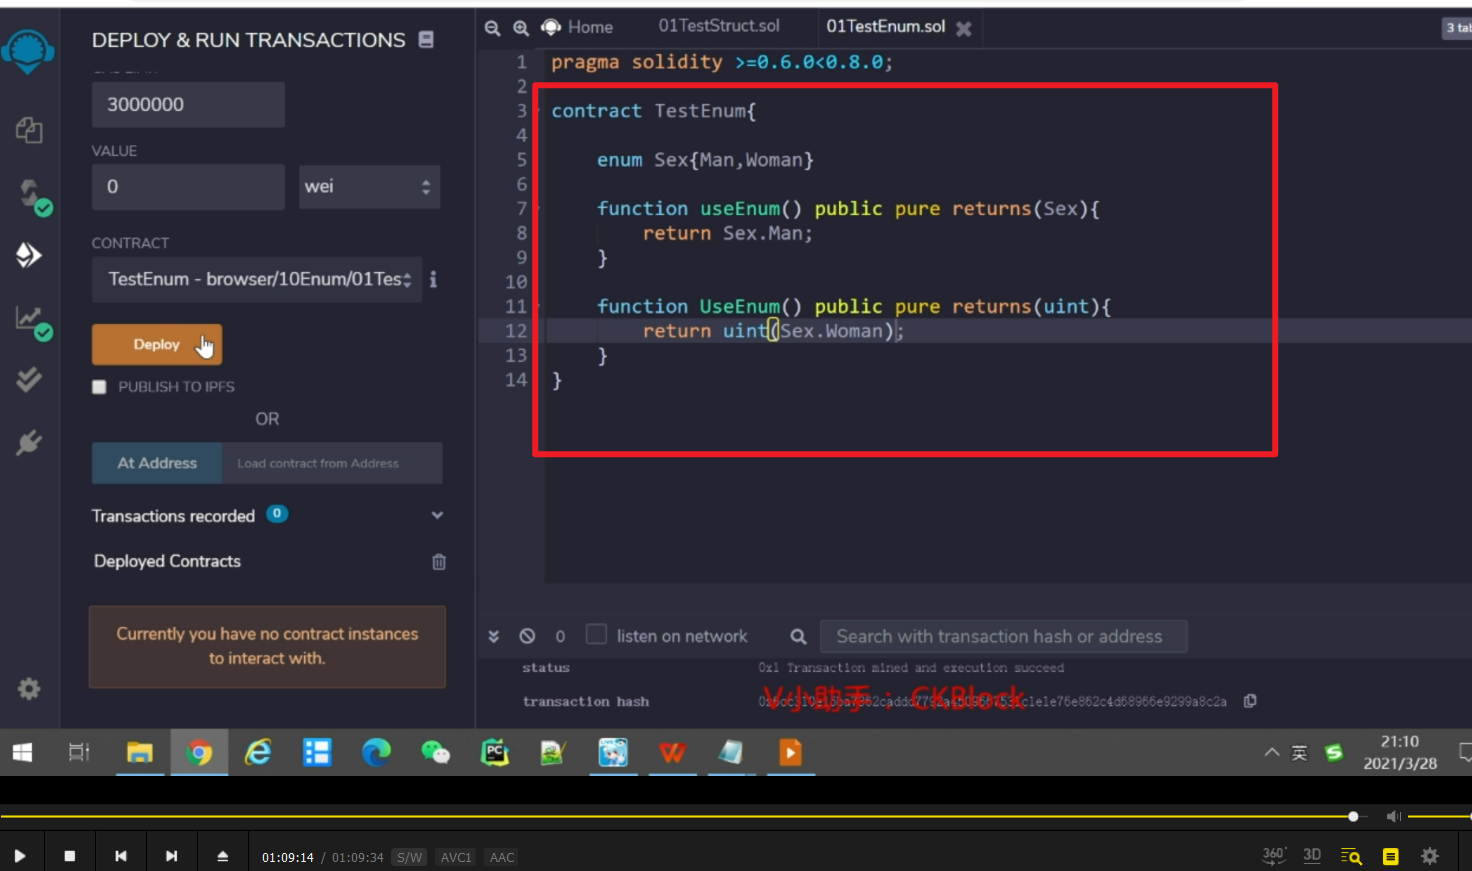 DEPLOY & RUN TRANSACTIONS
Home
01TestStruct.sol
01TestEnum.sol
3 tab
3000000
VALUE
0
wei
CONTRACT
TestEnum - browser/10Enum/01Tes
i
Deploy
PUBLISH TO IPFS
OR
At Address
Load contract from Address
Transactions recorded 0
Deployed Contracts
Currently you have no contract instances
to interact with.
1 pragma solidity >=0.6.0<0.8.0;
2
3 contract TestEnum{
4
5 enum Sex{Man,Woman}
6
7 function useEnum() public pure returns(Sex){
8 return Sex.Man;
9 }
10
11 function UseEnum() public pure returns(uint){
12 return uint(Sex.Woman);
13 }
14 }
0
listen on network
Search with transaction hash or address
status
0x1 Transaction mined and execution succeed
transaction hash
V小助手 : CKBlock
英
21:10
2021/3/28
01:09:14 / 01:09:34 S/W AVC1 AAC
360°
3D